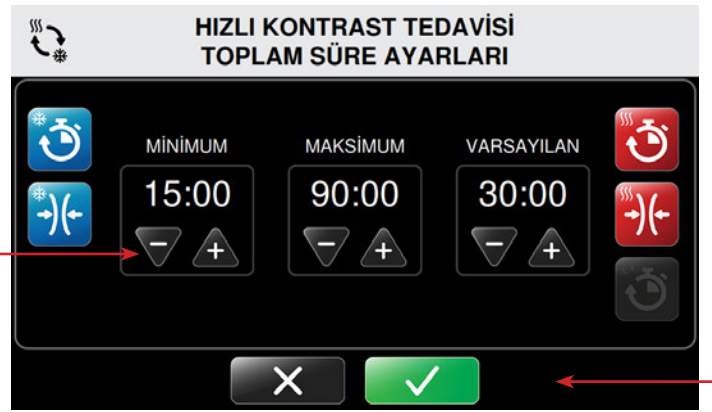 HIZLI KONTRAST TEDAVİSİ
TOPLAM SÜRE AYARLARI
MİNİMUM MAKSİMUM VARSAYILAN
15:00 90:00 30:00